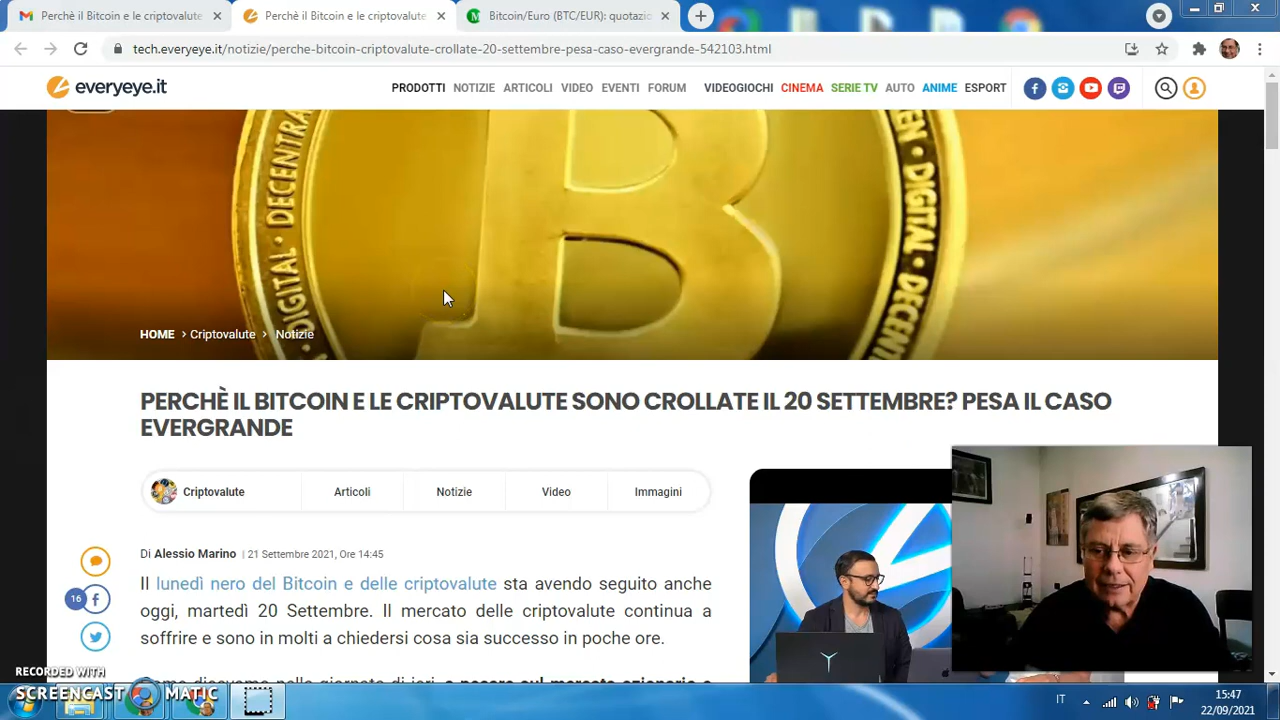 Perchè il Bitcoin e le criptovalute
Perchè il Bitcoin e le criptovalute
Bitcoin/Euro (BTC/EUR): quotazio
tech.everyeye.it/notizie/perche-bitcoin-criptovalute-crollate-20-settembre-pesa-caso-evergrande-542103.html
everyeye.it
PRODOTTI NOTIZIE ARTICOLI VIDEO EVENTI FORUM VIDEOGIOCHI CINEMA SERIE TV AUTO ANIME ESPORT
DIGITAL • DECENTRA
DIGITAL • DECENT
HOME > Criptovalute > Notizie
PERCHÈ IL BITCOIN E LE CRIPTOVALUTE SONO CROLLATE IL 20 SETTEMBRE? PESA IL CASO
EVERGRANDE
Criptovalute Articoli Notizie Video Immagini
Di Alessio Marino | 21 Settembre 2021, Ore 14:45
Il lunedì nero del Bitcoin e delle criptovalute sta avendo seguito anche
16
oggi, martedì 20 Settembre. Il mercato delle criptovalute continua a
soffrire e sono in molti a chiedersi cosa sia successo in poche ore.
RECORDED WITH
SCREENCAST MATIC
IT
15:47
22/09/2021